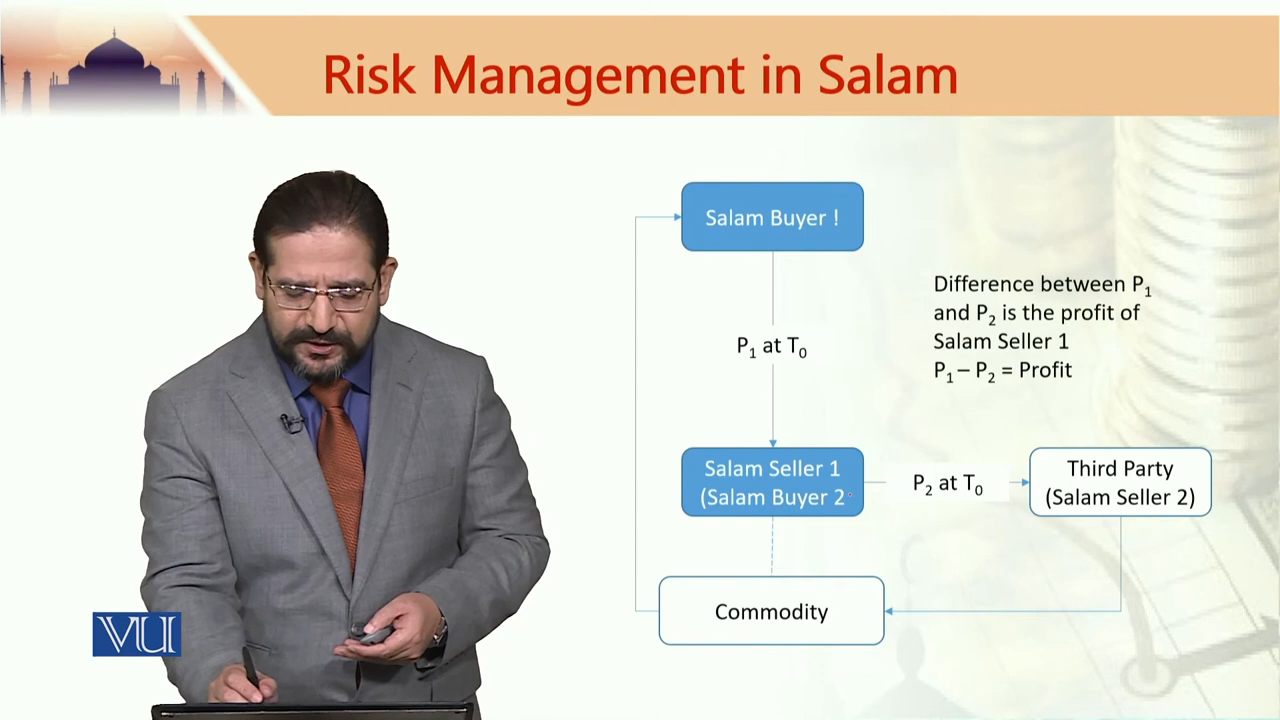 Risk Management in Salam
Salam Buyer !
Difference between P₁
and P₂ is the profit of
Salam Seller 1
P₁ – P₂ = Profit
P₁ at T₀
Salam Seller 1
(Salam Buyer 2
P₂ at T₀
Third Party
(Salam Seller 2)
Commodity
VU